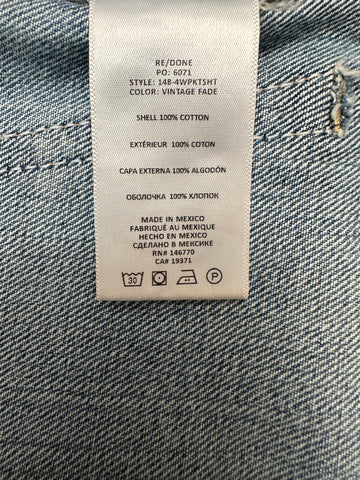 RE/DONE
PO: 6071
STYLE: 148-4WPKTSHT
COLOR: VINTAGE FADE
SHELL 100% COTTON
EXTÉRIEUR 100% COTON
CAPA EXTERNA 100% ALGODÓN
ОБОЛОЧКА 100% ХЛОПОК
MADE IN MEXICO
FABRIQUÉ AU MEXIQUE
HECHO EN MEXICO
СДЕЛАНО В МЕКСИКЕ
RN# 146770
CA# 19371
30 P